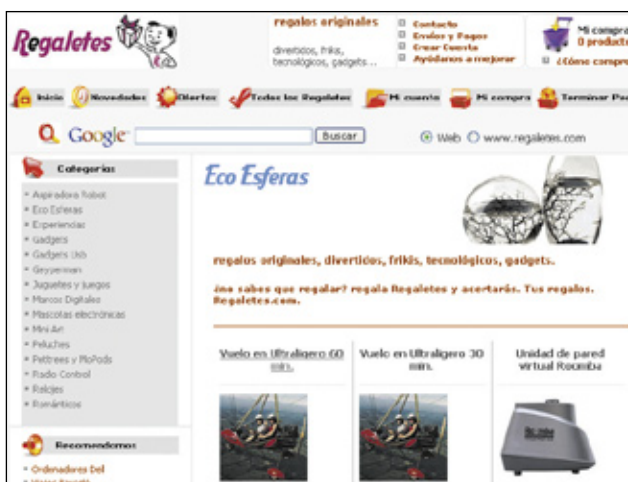 Regaletes
regalos originales
divertidos, frikis,
tecnológicos, gadgets...
Contacto
Envíos y Pagos
Crear Cuenta
Ayúdanos a mejorar
Mi compra
0 product
¿Cómo compr
Inicio
Novedades
Ofertas
Todos los Regaletes
Mi cuenta
Mi compra
Terminar Pe
Google
Buscar
Web
www.regaletes.com
Categorías
Aspiradora Robot
Eco Esferas
Experiencias
Gadgets
Gadgets Usb
Geyperman
Juguetes y juegos
Marcos Digitales
Mascotas electrónicas
Mini Art
Peluches
Pettrees y MoPods
Radio Control
Relojes
Románticos
Recomendamos
Ordenadores Del
Eco Esferas
regalos originales, divertidos, frikis, tecnológicos, gadgets.
¿no sabes que regalar? regala Regaletes y acertarás. Tus regalos.
Regaletes.com.
Vuelo en Ultraligero 60
min.
Vuelo en Ultraligero 30
min.
Unidad de pared
virtual Roomba